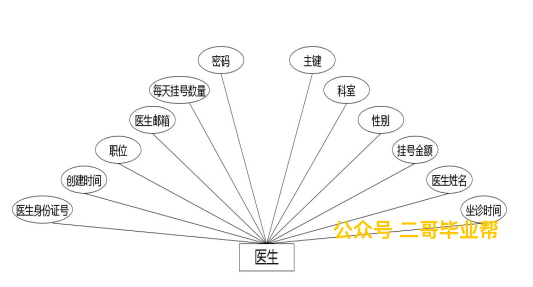 密码
主键
每天挂号数量
科室
医生邮箱
性别
职位
挂号金额
创建时间
医生姓名
医生身份证号
坐诊时间
公众号 二哥毕业帮
医生